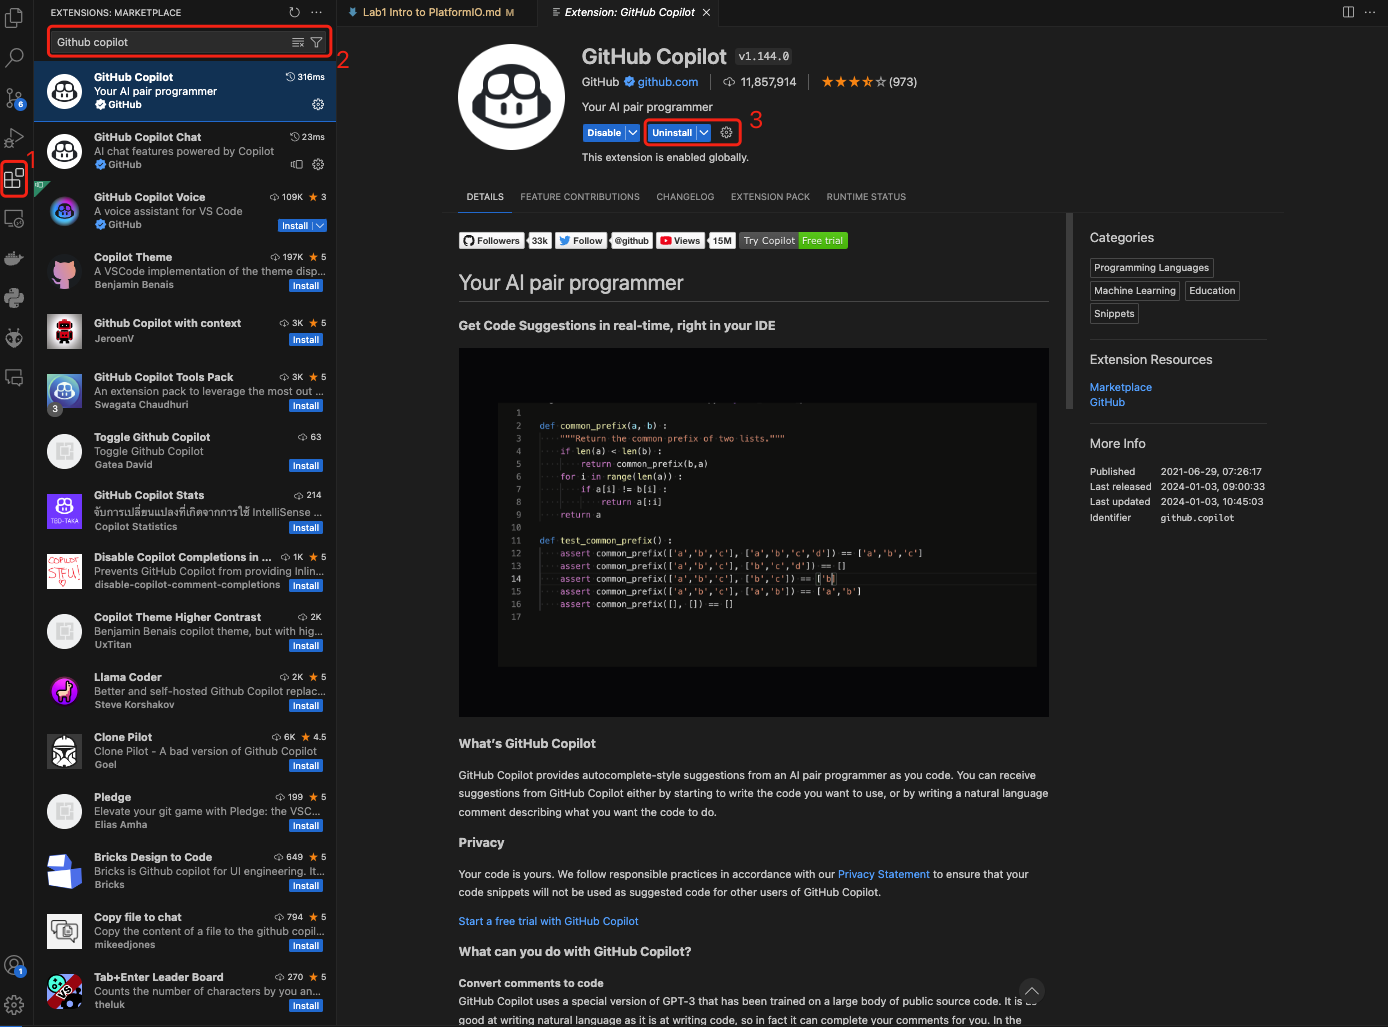 EXTENSIONS: MARKETPLACE
Github copilot
2
1
GitHub Copilot
316ms
Your AI pair programmer
GitHub
GitHub Copilot Chat
23ms
AI chat features powered by Copilot
GitHub
GitHub Copilot Voice
109K ★ 3
A voice assistant for VS Code
GitHub
Install
Copilot Theme
197K ★ 5
A VSCode implementation of the theme disp...
Benjamin Benais
Install
Github Copilot with context
3K ★ 5
JeroenV
Install
GitHub Copilot Tools Pack
3K ★ 5
An extension pack to leverage the most out ...
3
Swagata Chaudhuri
Install
Toggle Github Copilot
63
Toggle Github Copilot
Gatea David
Install
GitHub Copilot Stats
214
TBD-TAKA
จับการเปลี่ยนแปลงที่เกิดจากการใช้ IntelliSense ...
Copilot Statistics
Install
COPILOT
STFU!
Disable Copilot Completions in ...
1K ★ 5
Prevents GitHub Copilot from providing Inlin...
disable-copilot-comment-completions
Install
Copilot Theme Higher Contrast
2K
Benjamin Benais copilot theme, but with hig...
UxTitan
Install
Llama Coder
2K ★ 5
Better and self-hosted Github Copilot replac...
Steve Korshakov
Install
Clone Pilot
6K ★ 4.5
Clone Pilot - A bad version of Github Copilot
Goel
Install
Pledge
199 ★ 5
Elevate your git game with Pledge: the VSC...
Elias Amha
Install
Bricks Design to Code
649 ★ 5
Bricks is Github copilot for UI engineering. It...
Bricks
Install
Copy file to chat
794 ★ 5
Copy the content of a file to the github copil...
mikeedjones
Install
Tab+Enter Leader Board
270 ★ 5
VS
Counts the number of characters by you an...
theluk
Install
6
1
Lab1 Intro to PlatformIO.md M
Extension: GitHub Copilot
GitHub Copilot v1.144.0
GitHub github.com
11,857,914
(973)
Your AI pair programmer
Disable
Uninstall
3
This extension is enabled globally.
DETAILS FEATURE CONTRIBUTIONS CHANGELOG EXTENSION PACK RUNTIME STATUS
Followers 33k Follow @github Views 15M Try Copilot Free trial
Your AI pair programmer
Get Code Suggestions in real-time, right in your IDE
1
2 def common_prefix(a, b) :
3 """Return the common prefix of two lists."""
4 if len(a) < len(b) :
5 return common_prefix(b,a)
6 for i in range(len(a)) :
7 if a[i] != b[i] :
8 return a[:i]
9 return a
10
11 def test_common_prefix() :
12 assert common_prefix(['a','b','c'], ['a','b','c','d']) == ['a','b','c']
13 assert common_prefix(['a','b','c'], ['b','c','d']) == []
14 assert common_prefix(['a','b','c'], ['b','c']) == ['b]
15 assert common_prefix(['a','b','c'], ['a','b']) == ['a','b']
16 assert common_prefix([], []) == []
17
What's GitHub Copilot
GitHub Copilot provides autocomplete-style suggestions from an AI pair programmer as you code. You can receive
suggestions from GitHub Copilot either by starting to write the code you want to use, or by writing a natural language
comment describing what you want the code to do.
Privacy
Your code is yours. We follow responsible practices in accordance with our Privacy Statement to ensure that your
code snippets will not be used as suggested code for other users of GitHub Copilot.
Start a free trial with GitHub Copilot
What can you do with GitHub Copilot?
Convert comments to code
GitHub Copilot uses a special version of GPT-3 that has been trained on a large body of public source code. It is as
good at writing natural language as it is at writing code, so in fact it can complete your comments for you. In the
Categories
Programming Languages
Machine Learning
Education
Snippets
Extension Resources
Marketplace
GitHub
More Info
Published 2021-06-29, 07:26:17
Last released 2024-01-03, 09:00:33
Last updated 2024-01-03, 10:45:03
Identifier github.copilot